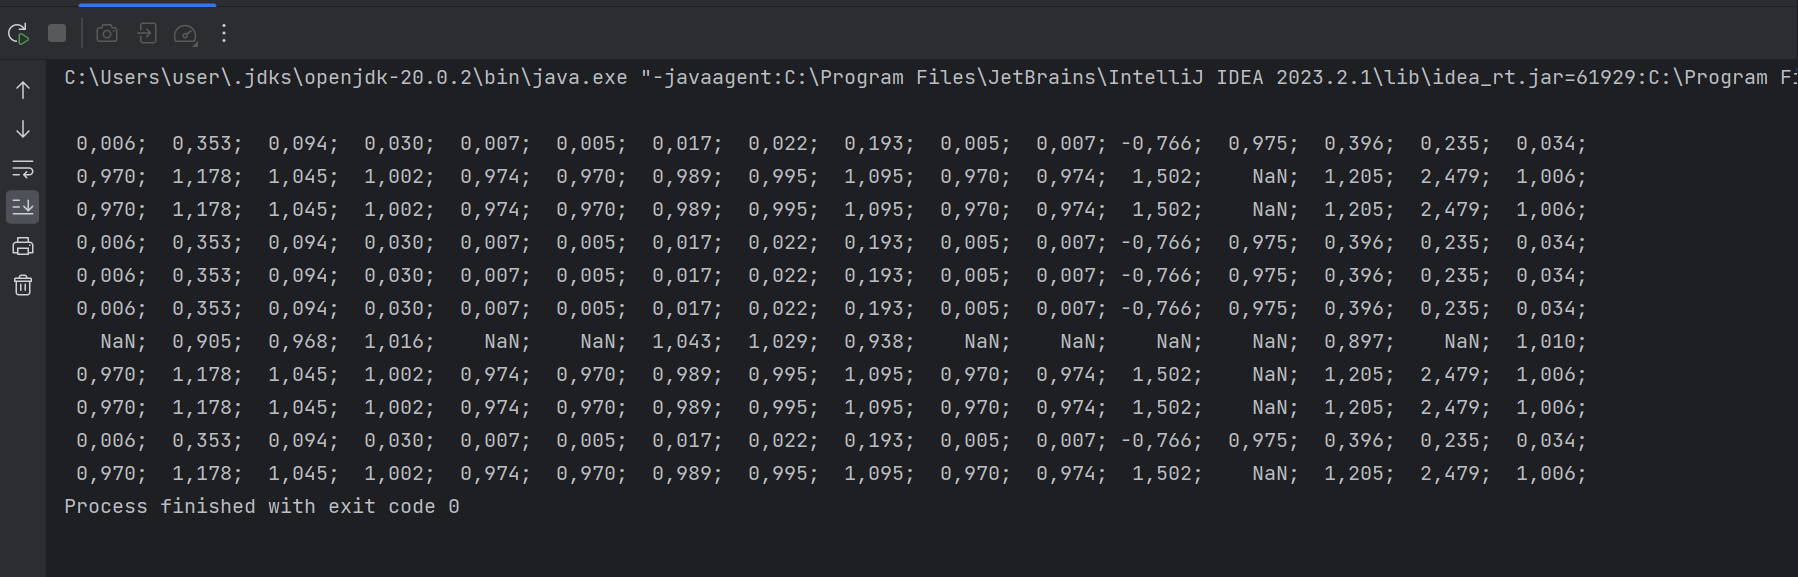 C:\Users\user\.jdks\openjdk-20.0.2\bin\java.exe "-javaagent:C:\Program Files\JetBrains\IntelliJ IDEA 2023.2.1\lib\idea_rt.jar=61929:C:\Program Fi
0,006; 0,353; 0,094; 0,030; 0,007; 0,005; 0,017; 0,022; 0,193; 0,005; 0,007; -0,766; 0,975; 0,396; 0,235; 0,034;
0,970; 1,178; 1,045; 1,002; 0,974; 0,970; 0,989; 0,995; 1,095; 0,970; 0,974; 1,502; NaN; 1,205; 2,479; 1,006;
0,970; 1,178; 1,045; 1,002; 0,974; 0,970; 0,989; 0,995; 1,095; 0,970; 0,974; 1,502; NaN; 1,205; 2,479; 1,006;
0,006; 0,353; 0,094; 0,030; 0,007; 0,005; 0,017; 0,022; 0,193; 0,005; 0,007; -0,766; 0,975; 0,396; 0,235; 0,034;
0,006; 0,353; 0,094; 0,030; 0,007; 0,005; 0,017; 0,022; 0,193; 0,005; 0,007; -0,766; 0,975; 0,396; 0,235; 0,034;
0,006; 0,353; 0,094; 0,030; 0,007; 0,005; 0,017; 0,022; 0,193; 0,005; 0,007; -0,766; 0,975; 0,396; 0,235; 0,034;
NaN; 0,905; 0,968; 1,016; NaN; NaN; 1,043; 1,029; 0,938; NaN; NaN; NaN; NaN; 0,897; NaN; 1,010;
0,970; 1,178; 1,045; 1,002; 0,974; 0,970; 0,989; 0,995; 1,095; 0,970; 0,974; 1,502; NaN; 1,205; 2,479; 1,006;
0,970; 1,178; 1,045; 1,002; 0,974; 0,970; 0,989; 0,995; 1,095; 0,970; 0,974; 1,502; NaN; 1,205; 2,479; 1,006;
0,006; 0,353; 0,094; 0,030; 0,007; 0,005; 0,017; 0,022; 0,193; 0,005; 0,007; -0,766; 0,975; 0,396; 0,235; 0,034;
0,970; 1,178; 1,045; 1,002; 0,974; 0,970; 0,989; 0,995; 1,095; 0,970; 0,974; 1,502; NaN; 1,205; 2,479; 1,006;
Process finished with exit code 0